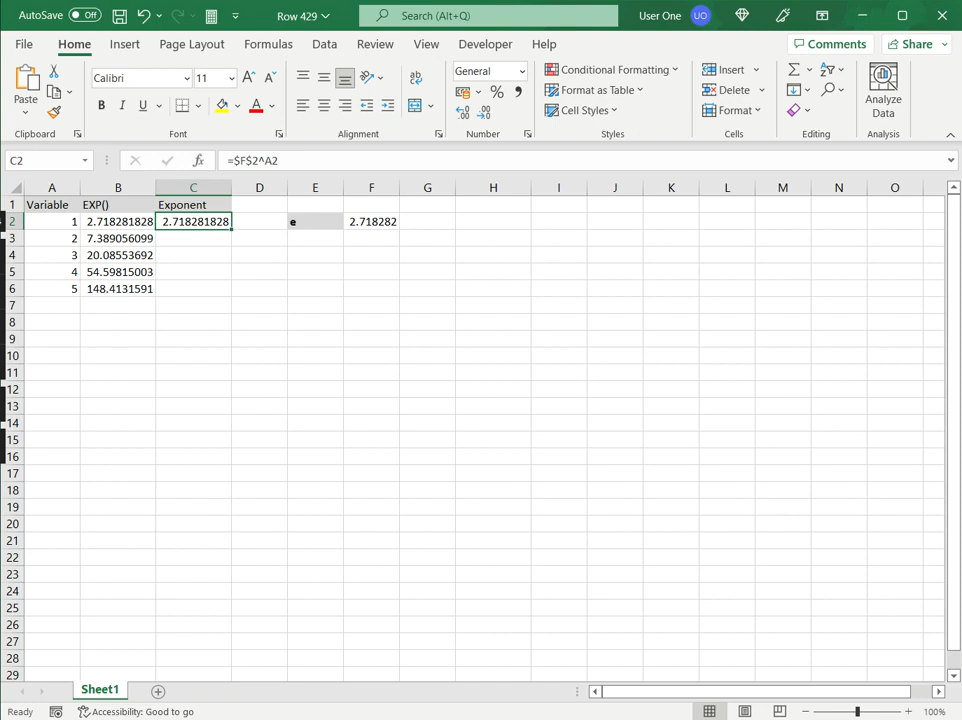 AutoSave Off Row 429 Search (Alt+Q) User One UO
File Home Insert Page Layout Formulas Data Review View Developer Help Comments Share
Paste Calibri 11 General Conditional Formatting Insert Analyze Data
B I U A % , Format as Table Delete
Cell Styles Format
Clipboard Font Alignment Number Styles Cells Editing Analysis
C2 fx =$F$2^A2
A B C D E F G H I J K L M N O
1 Variable EXP() Exponent
2 1 2.718281828 2.718281828 e 2.718282
3 2 7.389056099
4 3 20.08553692
5 4 54.59815003
6 5 148.4131591
7
8
9
10
11
12
13
14
15
16
17
18
19
20
21
22
23
24
25
26
27
28
29
Sheet1
Ready Accessibility: Good to go 100%